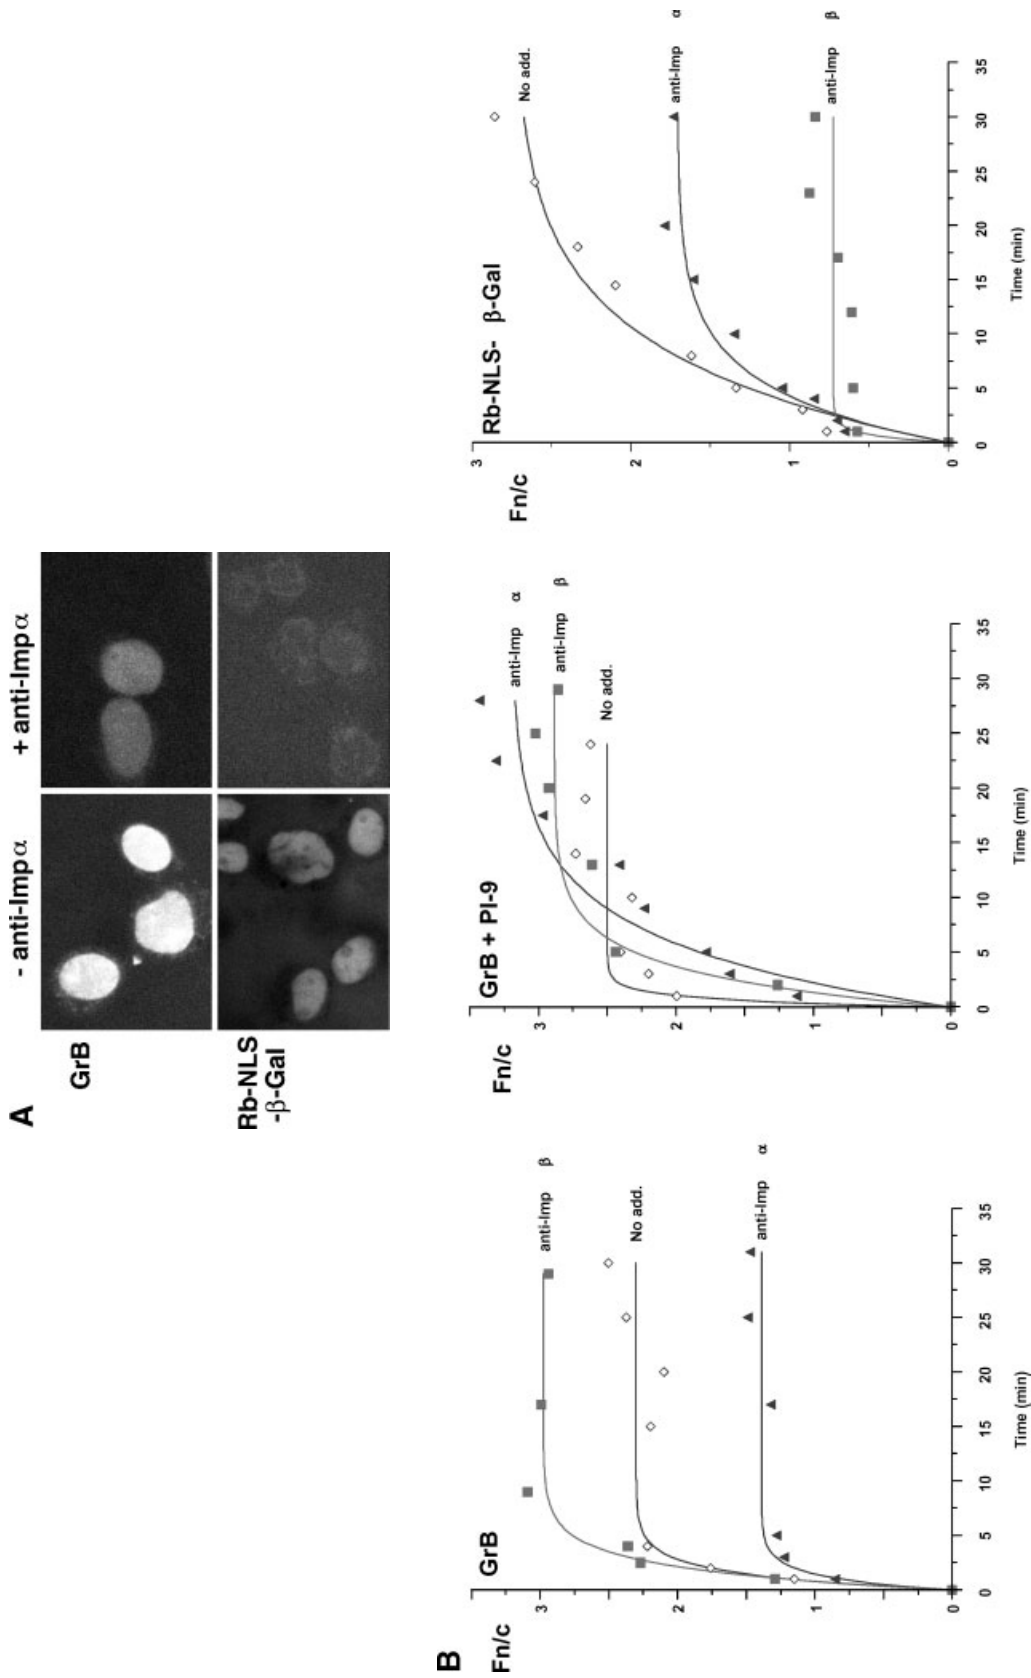 A
- anti-Impα
+ anti-Impα
GrB
Rb-NLS
-β-Gal
B
Fn/c
GrB
3
2
1
0
anti-Imp β
No add.
anti-Imp α
0 5 10 15 20 25 30 35
Time (min)
Fn/c
GrB + PI-9
3
2
1
0
anti-Imp α
anti-Imp β
No add.
0 5 10 15 20 25 30 35
Time (min)
Fn/c
Rb-NLS- β-Gal
3
2
1
0
No add.
anti-Imp α
anti-Imp β
0 5 10 15 20 25 30 35
Time (min)